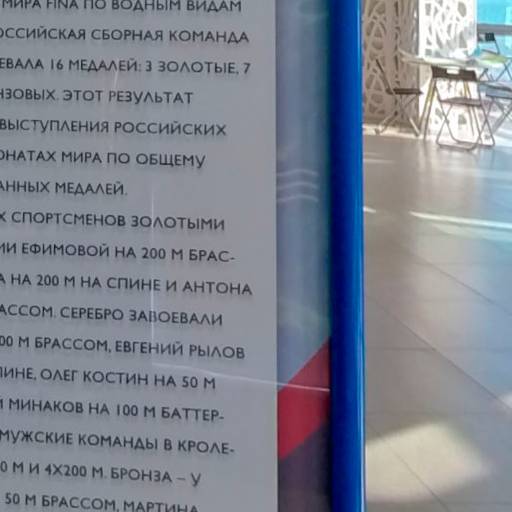 МИРА FINA ПО ВОДНЫМ ВИДАМ
ОССИЙСКАЯ СБОРНАЯ КОМАНДА
ЕВАЛА 16 МЕДАЛЕЙ: 3 ЗОЛОТЫЕ, 7
НЗОВЫХ. ЭТОТ РЕЗУЛЬТАТ
ВЫСТУПЛЕНИЯ РОССИЙСКИХ
ОНАТАХ МИРА ПО ОБЩЕМУ
АННЫХ МЕДАЛЕЙ.
Х СПОРТСМЕНОВ ЗОЛОТЫМИ
ИИ ЕФИМОВОЙ НА 200 М БРАС-
А НА 200 М НА СПИНЕ И АНТОНА
АССОМ. СЕРЕБРО ЗАВОЕВАЛИ
00 М БРАССОМ, ЕВГЕНИЙ РЫЛОВ
ПИНЕ, ОЛЕГ КОСТИН НА 50 М
Й МИНАКОВ НА 100 М БАТТЕР-
МУЖСКИЕ КОМАНДЫ В КРОЛЕ-
0 М И 4Х200 М. БРОНЗА – У
50 М БРАССОМ, МАРТИНА